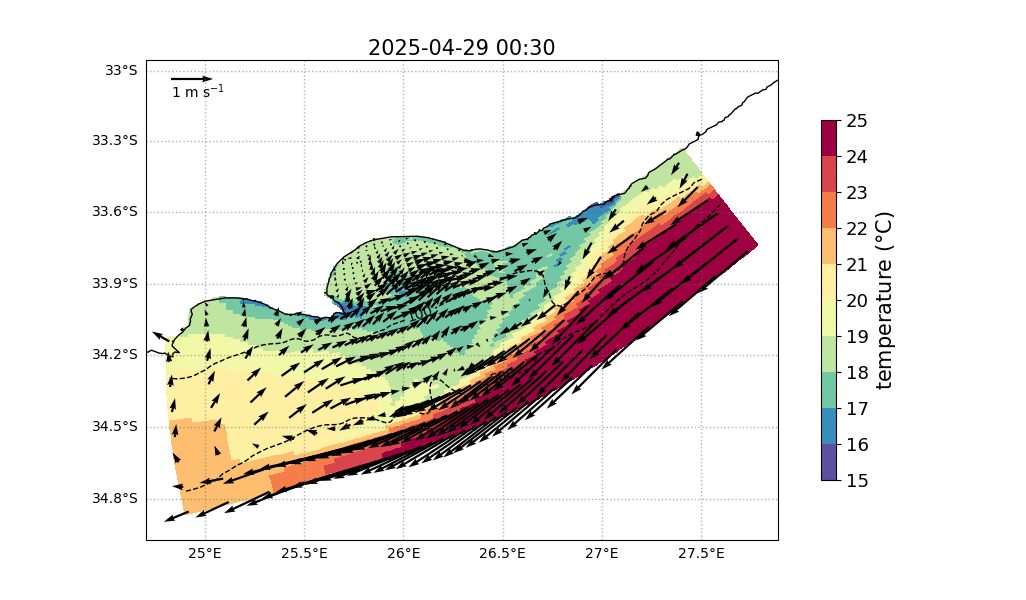 2025-04-29 00:30
1 m s⁻¹
33°S
33.3°S
33.6°S
33.9°S
34.2°S
34.5°S
34.8°S
25°E
25.5°E
26°E
26.5°E
27°E
27.5°E
100
25
24
23
22
21
20
19
18
17
16
15
temperature (°C)